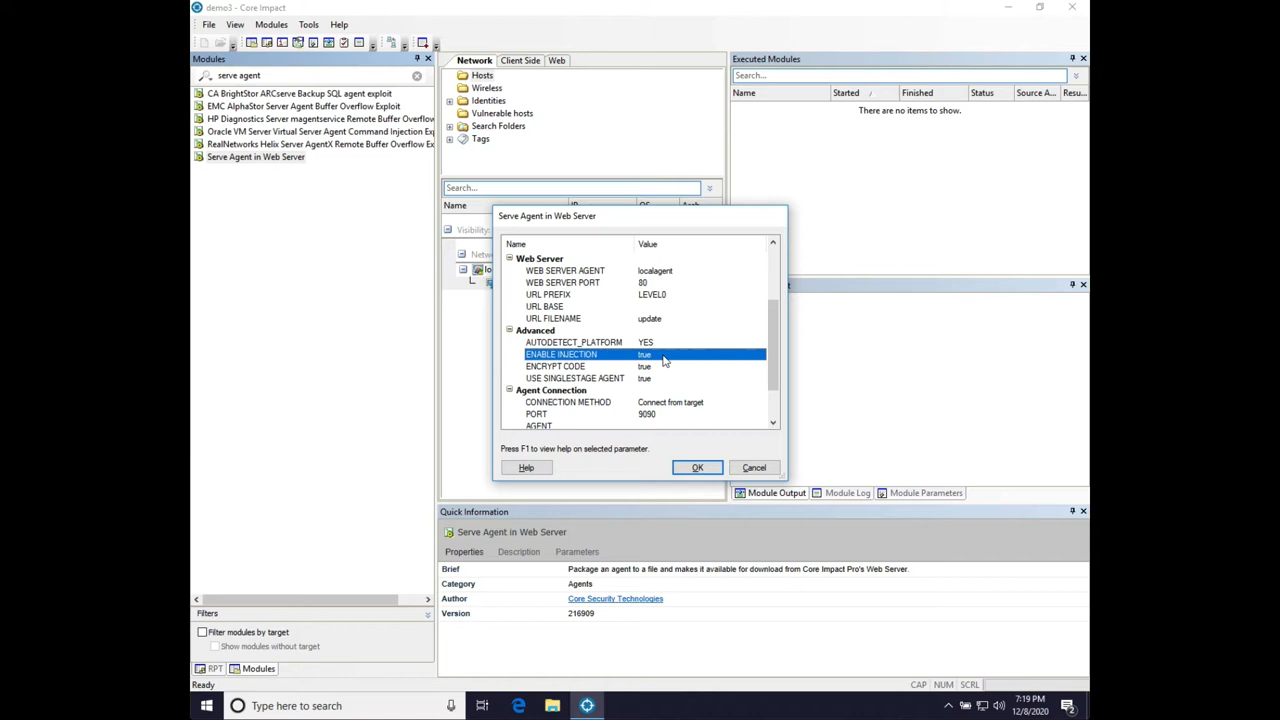 demo3 - Core Impact
File View Modules Tools Help
Modules
serve agent
CA BrightStor ARCserve Backup SQL agent exploit
EMC AlphaStor Server Agent Buffer Overflow Exploit
HP Diagnostics Server magentservice Remote Buffer Overflow
Oracle VM Server Virtual Server Agent Command Injection Exp
RealNetworks Helix Server AgentX Remote Buffer Overflow Ex
Serve Agent in Web Server
Filters
Filter modules by target
Show modules without target
RPT Modules
Network Client Side Web
Hosts
Wireless
Identities
Vulnerable hosts
Search Folders
Tags
Search...
Name IP OS Arch
Visibility:
Netw
lo
Executed Modules
Search...
Name Started Finished Status Source A... Resu...
There are no items to show.
Serve Agent in Web Server
Name Value
Web Server
WEB SERVER AGENT localagent
WEB SERVER PORT 80
URL PREFIX LEVEL0
URL BASE
URL FILENAME update
Advanced
AUTODETECT_PLATFORM YES
ENABLE INJECTION true
ENCRYPT CODE true
USE SINGLESTAGE AGENT true
Agent Connection
CONNECTION METHOD Connect from target
PORT 9090
AGENT
Press F1 to view help on selected parameter.
Help OK Cancel
Module Output Module Log Module Parameters
Quick Information
Serve Agent in Web Server
Properties Description Parameters
Brief Package an agent to a file and makes it available for download from Core Impact Pro's Web Server.
Category Agents
Author Core Security Technologies
Version 216909
Ready
CAP NUM SCRL
Type here to search
7:19 PM
12/8/2020
2